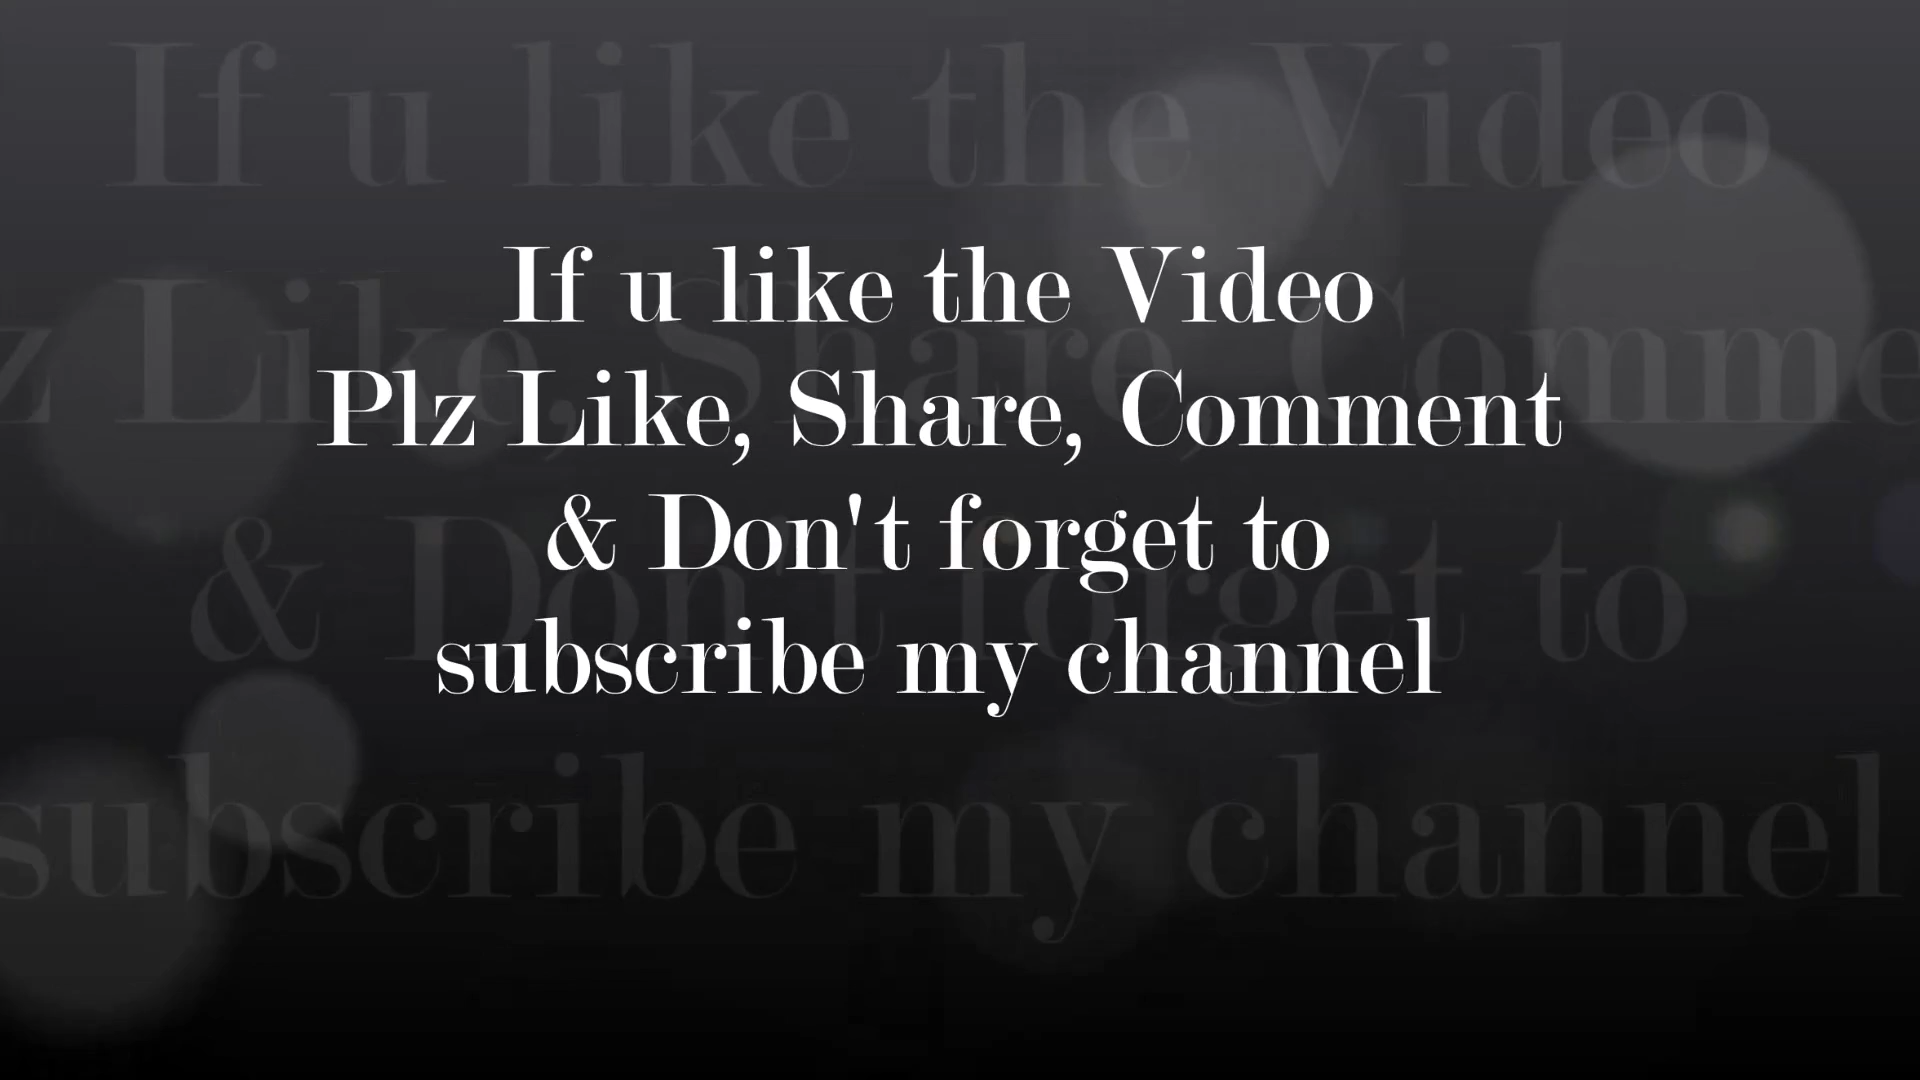 If u like the Video
Plz Like, Share, Comment
& Don't forget to
subscribe my channel